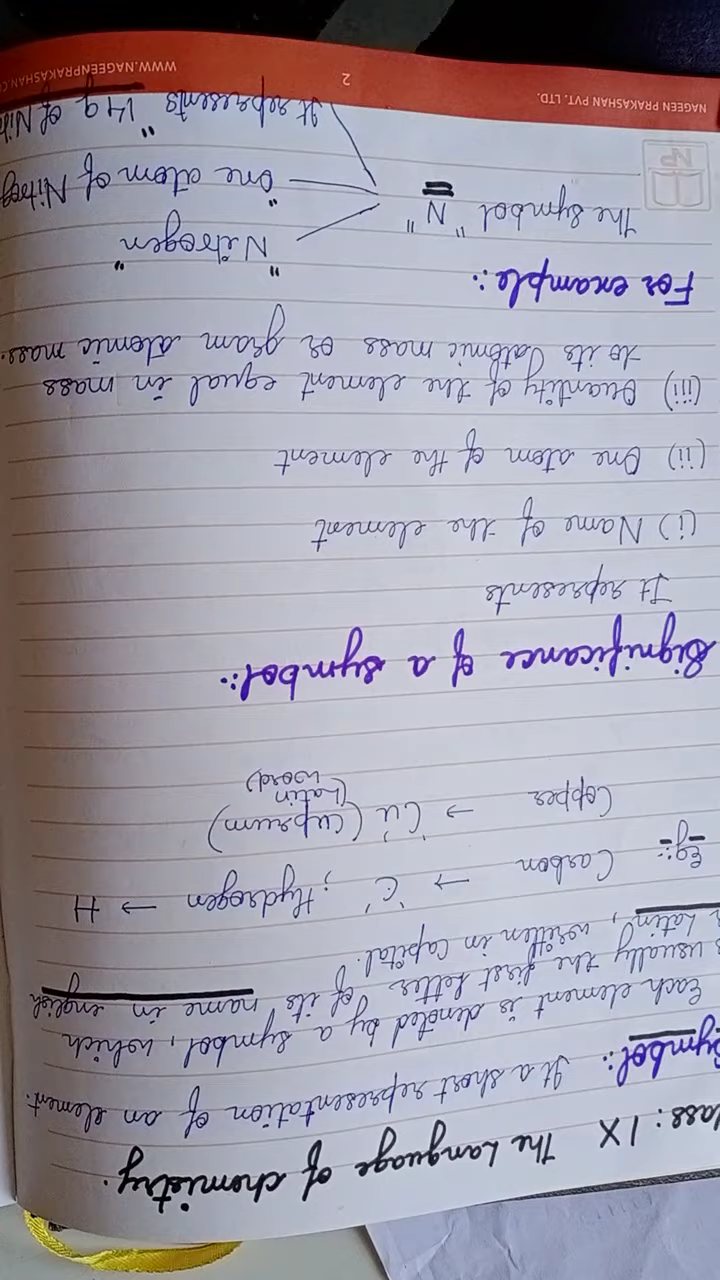 Class: IX The Language of chemistry.
Symbol:- It a short representation of an element.
Each element is denoted by a symbol, which
is usually the first letter of its name in english
or Latin, written in capital.
Eg:- Carbon → 'C' ; Hydrogen → H
Copper → 'Cu' (Cuprum)
(Latin word)
Significance of a symbol:-
It represents
(i) Name of the element
(ii) One atom of the element
(iii) Quantity of the element equal in mass
to its atomic mass or gram atomic mass.
For example:-
"Nitrogen"
The symbol "N" "One atom of Nitrog
It represents "14g of Nit
NAGEEN PRAKASHAN PVT. LTD. 2 WWW.NAGEENPRAKASHAN.C
NP